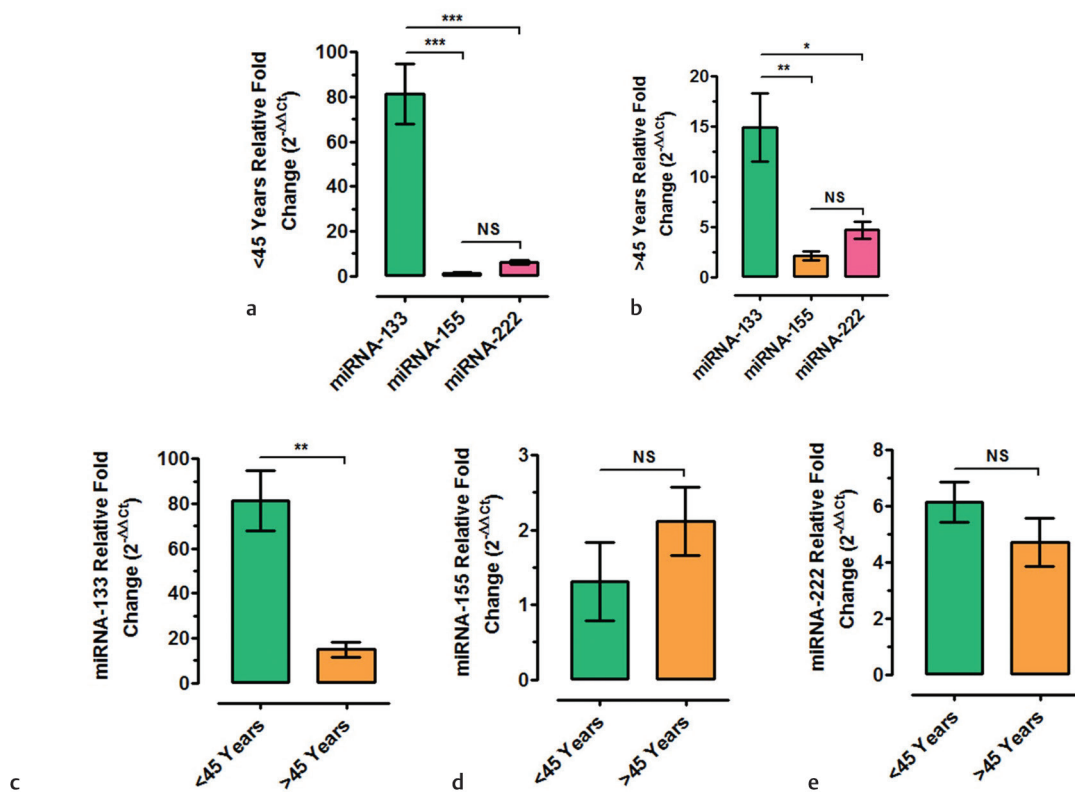 ***
***
<45 Years Relative Fold
Change (2-ΔΔCt)
100
80
60
40
20
0
NS
miRNA-133
miRNA-155
miRNA-222
a
*
**
>45 Years Relative Fold
Change (2-ΔΔCt)
20
15
10
5
0
NS
miRNA-133
miRNA-155
miRNA-222
b
**
miRNA-133 Relative Fold
Change (2-ΔΔCt)
100
80
60
40
20
0
<45 Years
>45 Years
c
NS
miRNA-155 Relative Fold
Change (2-ΔΔCt)
3
2
1
0
<45 Years
>45 Years
d
NS
miRNA-222 Relative Fold
Change (2-ΔΔCt)
8
6
4
2
0
<45 Years
>45 Years
e